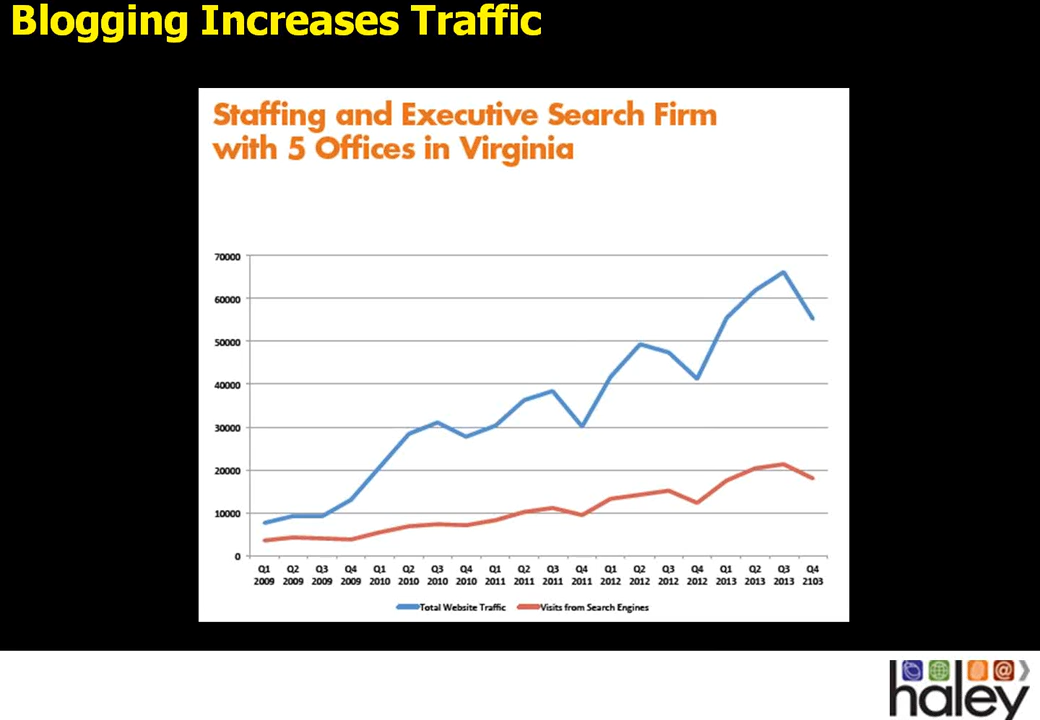 Blogging Increases Traffic
Staffing and Executive Search Firm
with 5 Offices in Virginia
70000
60000
50000
40000
30000
20000
10000
0
Q1 Q2 Q3 Q4 Q1 Q2 Q3 Q4 Q1 Q2 Q3 Q4 Q1 Q2 Q3 Q4 Q1 Q2 Q3 Q4
2009 2009 2009 2009 2010 2010 2010 2010 2011 2011 2011 2011 2012 2012 2012 2012 2013 2013 2013 2103
Total Website Traffic Visits from Search Engines
@
haley